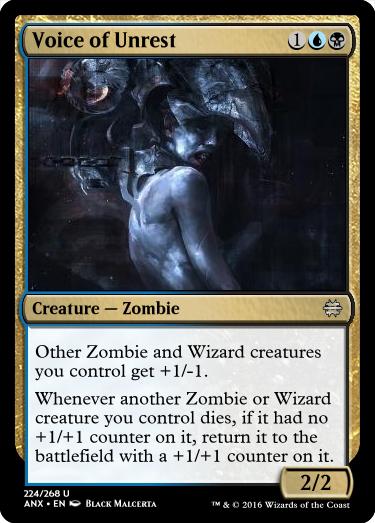 Voice of Unrest 1
Creature — Zombie
Other Zombie and Wizard creatures
you control get +1/-1.
Whenever another Zombie or Wizard
creature you control dies, if it had no
+1/+1 counter on it, return it to the
battlefield with a +1/+1 counter on it.
2/2
224/268 U
ANX • EN Black Malcerta ™ & © 2016 Wizards of the Coast